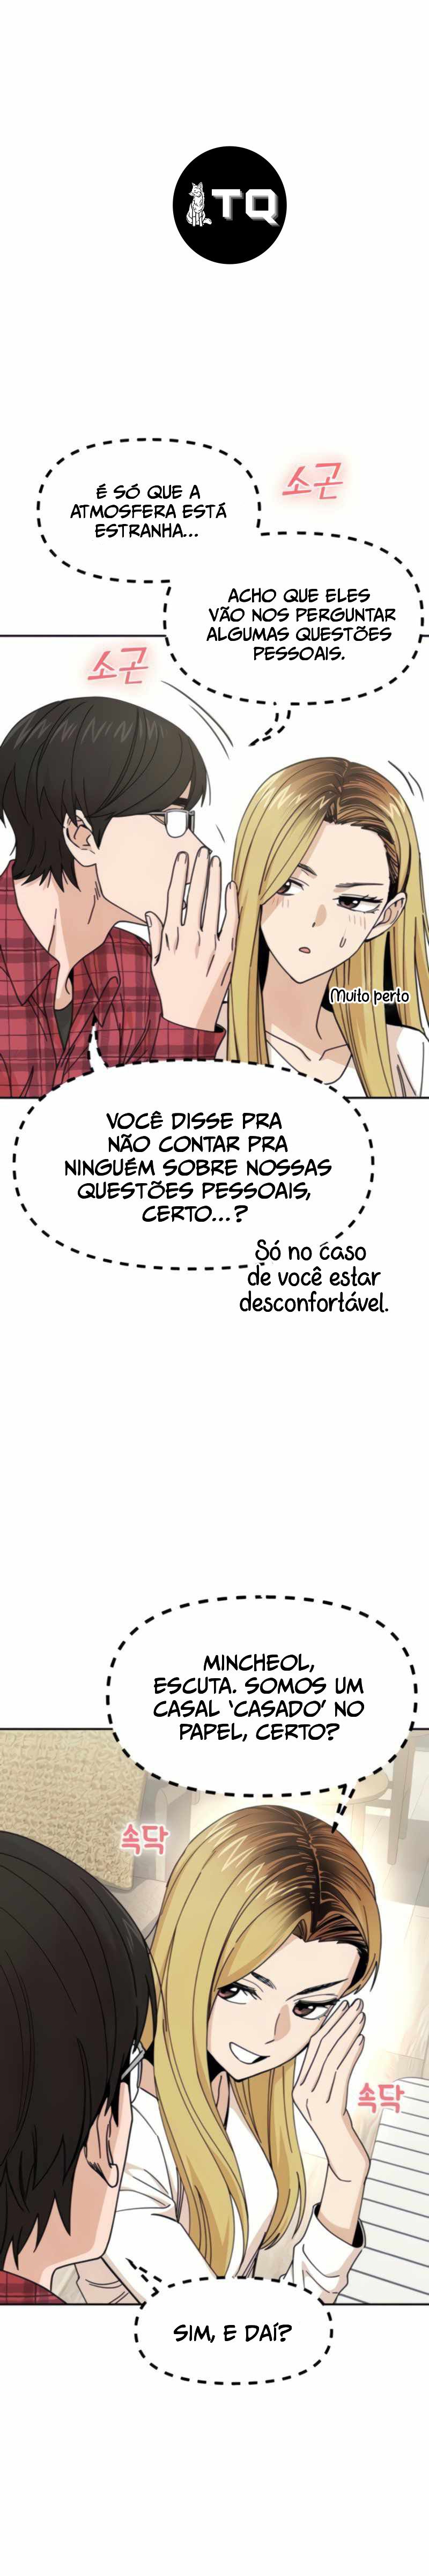 TQ
소곤
É SÓ QUE A
ATMOSFERA ESTÁ
ESTRANHA...
ACHO QUE ELES
VÃO NOS PERGUNTAR
ALGUMAS QUESTÕES
PESSOAIS.
소곤
Muito perto
VOCÊ DISSE PRA
NÃO CONTAR PRA
NINGUÉM SOBRE NOSSAS
QUESTÕES PESSOAIS,
CERTO...?
Só no caso
de você estar
desconfortável.
MINCHEOL,
ESCUTA. SOMOS UM
CASAL ‘CASADO’ NO
PAPEL, CERTO?
속닥
속닥
SIM, E DAÍ?